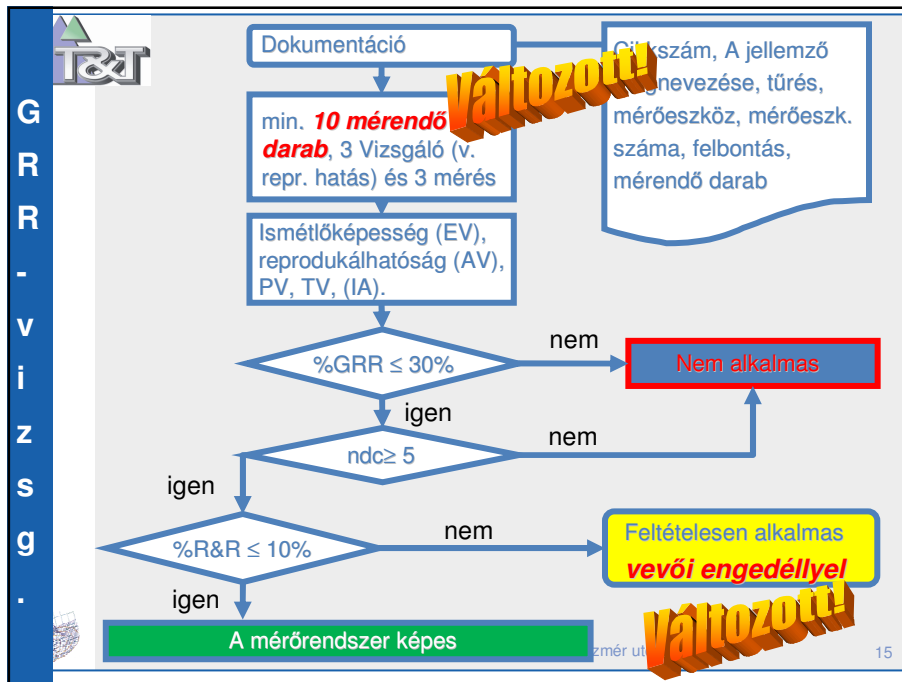 GRR-vizsg.
T&T
Dokumentáció
A jellemző
tűrés,
mérőeszköz, mérőeszk.
száma, felbontás,
mérendő darab
Változott!
min. 10 mérendő
darab, 3 Vizsgáló (v.
repr. hatás) és 3 mérés
Ismétlőképesség (EV),
reprodukálhatóság (AV),
PV, TV, (IA).
%GRR ≤ 30%
nem
Nem alkalmas
igen
ndc≥ 5
nem
igen
%R&R ≤ 10%
nem
Feltételesen alkalmas
vevői engedéllyel
igen
Változott!
A mérőrendszer képes
15